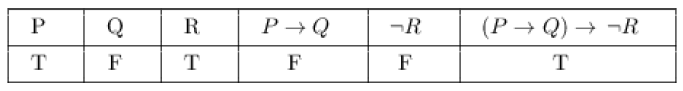 P Q R P → Q ¬R (P → Q) → ¬R
T F T F F T